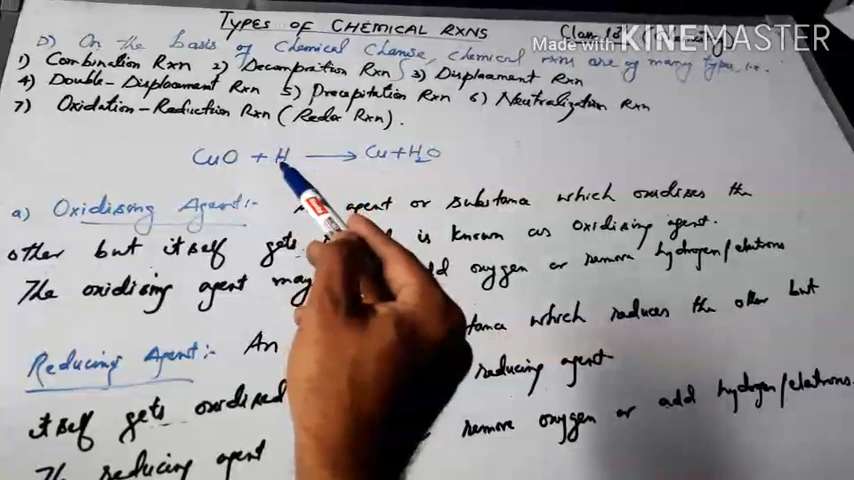 TYPES OF CHEMICAL RXNS
Made with KINEMASTER
D) On the basis of Chemical Change, chemical rxns are of many types, i.e.
1) Combination Rxn 2) Decomposition Rxn 3) Displacement Rxn
4) Double-Displacement Rxn 5) Precipitation Rxn 6) Neutralization Rxn
7) Oxidation-Reduction Rxn (Redox Rxn).
CuO + H → Cu + H2O
a) Oxidising Agent:- agent or substance which oxidises the
other but itself gets is known as oxidising agent.
The oxidising agent may add oxygen or remove hydrogen/electrons
Reducing Agent:- An which reduces the other but
itself gets oxidised reducing agent
The reducing agent remove oxygen or add hydrogen/electrons.